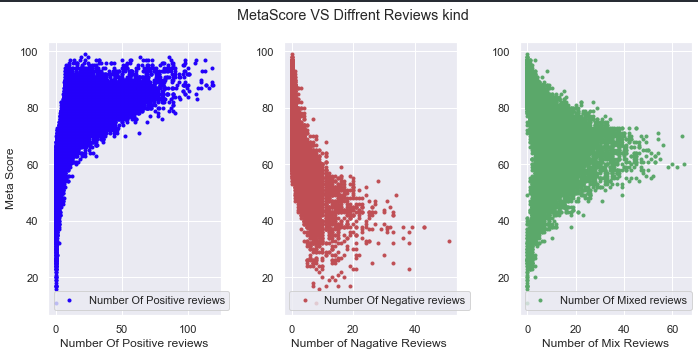 MetaScore VS Diffrent Reviews kind
Meta Score
100
80
60
40
20
Number Of Positive reviews
0 50 100
Number Of Positive reviews
100
80
60
40
20
Number Of Negative reviews
0 20 40
Number of Nagative Reviews
100
80
60
40
20
Number Of Mixed reviews
0 20 40 60
Number of Mix Reviews